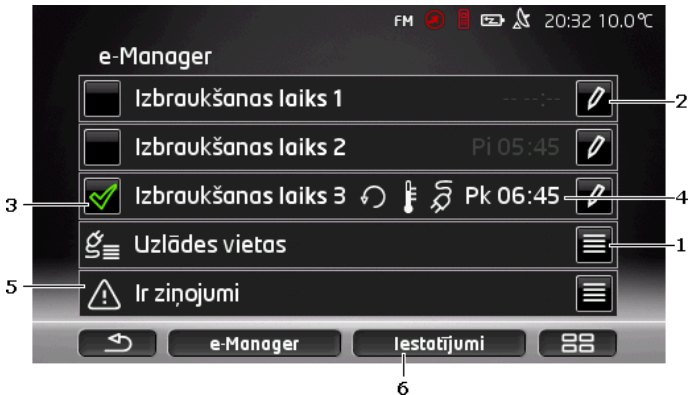 FM 20:32 10.0°C
e-Manager
Izbraukšanas laiks 1 -- --:-- 2
Izbraukšanas laiks 2 Pi 05:45
3 Izbraukšanas laiks 3 Pk 06:45 4
Uzlādes vietas 1
5 Ir ziņojumi
e-Manager Iestatījumi
6